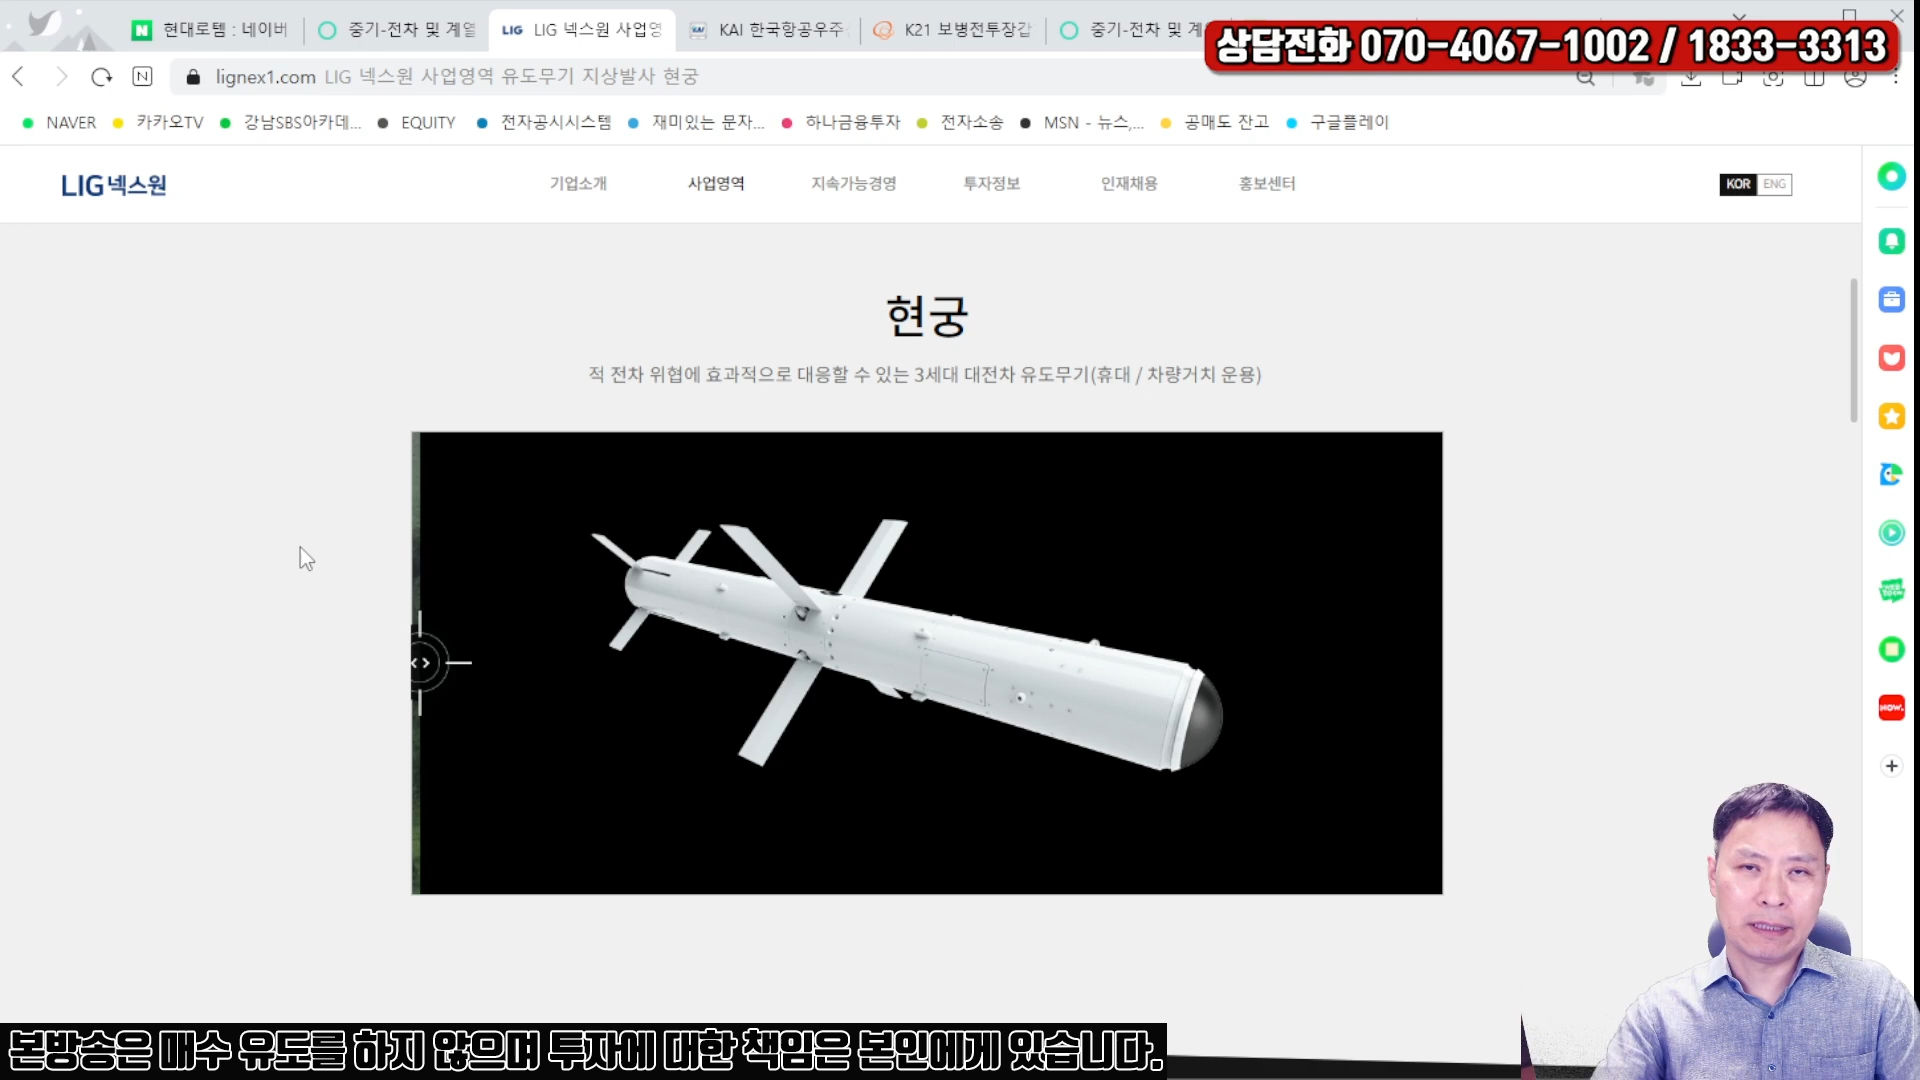 현대로템 : 네이버
중기-전차 및 계열
LIG 넥스원 사업영
KAI 한국항공우주
K21 보병전투장갑
중기-전차 및 계
상담전화 070-4067-1002 / 1833-3313
lignex1.com LIG 넥스원 사업영역 유도무기 지상발사 현궁
NAVER
카카오TV
강남SBS아카데...
EQUITY
전자공시시스템
재미있는 문자...
하나금융투자
전자소송
MSN - 뉴스,...
공매도 잔고
구글플레이
LIG 넥스원
기업소개
사업영역
지속가능경영
투자정보
인재채용
홍보센터
KOR ENG
현궁
적 전차 위협에 효과적으로 대응할 수 있는 3세대 대전차 유도무기(휴대 / 차량거치 운용)
NOW.
본방송은 매수 유도를 하지 않으며 투자에 대한 책임은 본인에게 있습니다.